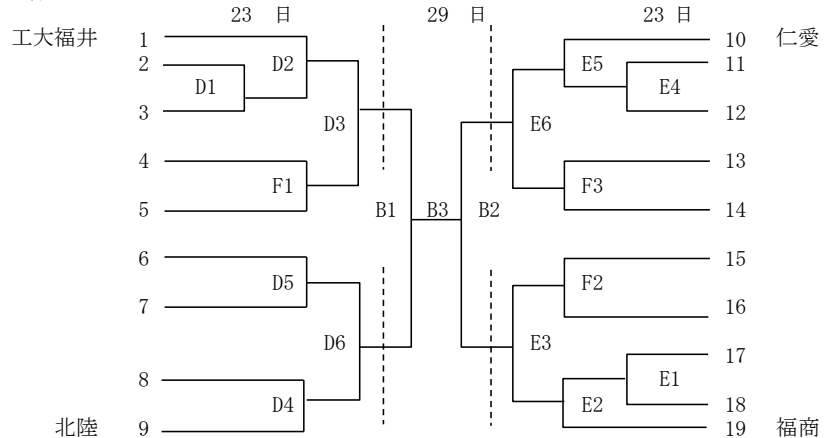 23 日 29 日 23 日
工大福井 1 10 仁愛
2 D2 E5 11
D1 E4
3 12
D3 E6
4 13
F1 F3
5 14
B1 B3 B2
6 15
D5 F2
7 16
D6 E3
17
8 E1
D4 E2 18
北陸 9 19 福商